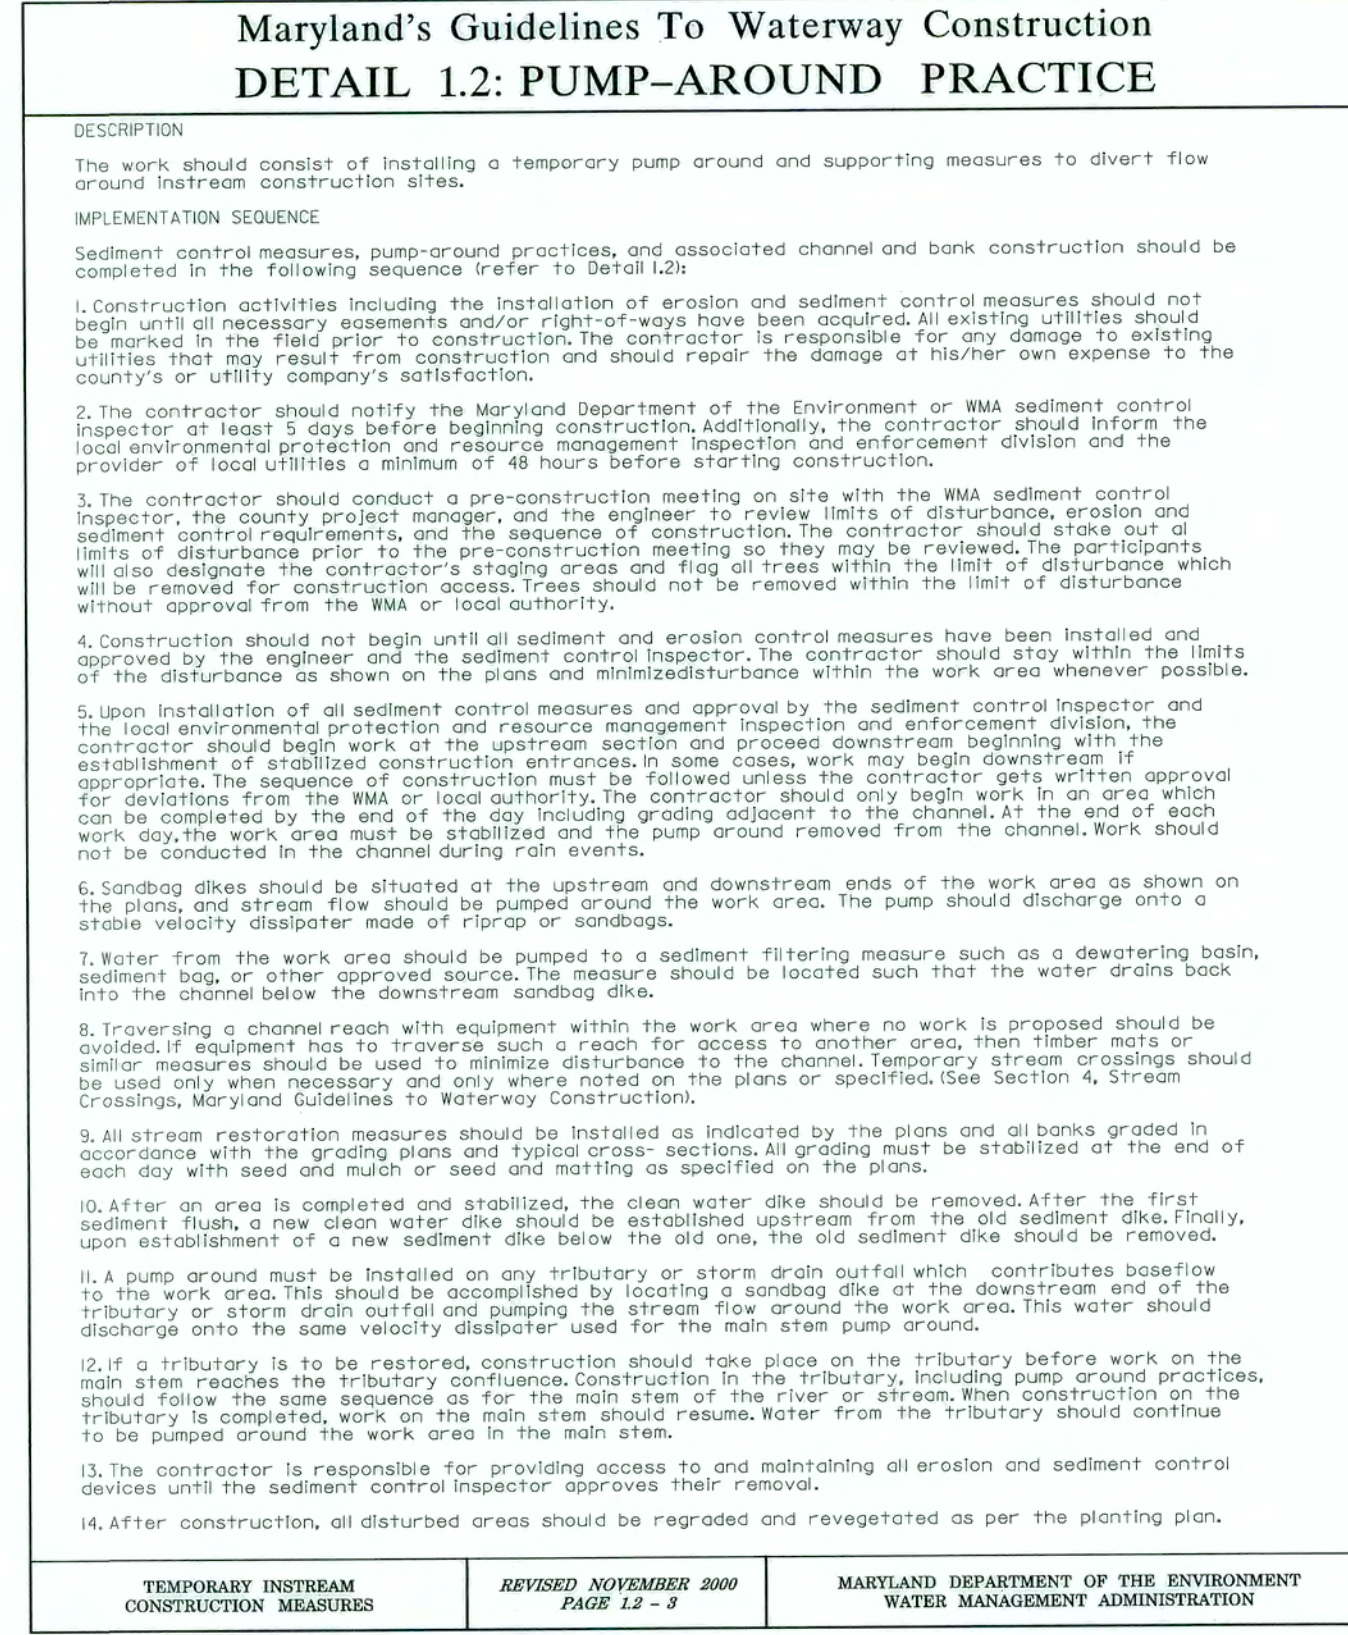 Maryland's Guidelines To Waterway Construction
DETAIL 1.2: PUMP-AROUND PRACTICE
DESCRIPTION
The work should consist of installing a temporary pump around and supporting measures to divert flow
around instream construction sites.
IMPLEMENTATION SEQUENCE
Sediment control measures, pump-around practices, and associated channel and bank construction should be
completed in the following sequence (refer to Detail 1.2):
1. Construction activities including the installation of erosion and sediment control measures should not
begin until all necessary easements and/or right-of-ways have been acquired. All existing utilities should
be marked in the field prior to construction. The contractor is responsible for any damage to existing
utilities that may result from construction and should repair the damage at his/her own expense to the
county's or utility company's satisfaction.
2. The contractor should notify the Maryland Department of the Environment or WMA sediment control
inspector at least 5 days before beginning construction. Additionally, the contractor should inform the
local environmental protection and resource management inspection and enforcement division and the
provider of local utilities a minimum of 48 hours before starting construction.
3. The contractor should conduct a pre-construction meeting on site with the WMA sediment control
inspector, the county project manager, and the engineer to review limits of disturbance, erosion and
sediment control requirements, and the sequence of construction. The contractor should stake out al
limits of disturbance prior to the pre-construction meeting so they may be reviewed. The participants
will also designate the contractor's staging areas and flag all trees within the limit of disturbance which
will be removed for construction access. Trees should not be removed within the limit of disturbance
without approval from the WMA or local authority.
4. Construction should not begin until all sediment and erosion control measures have been installed and
approved by the engineer and the sediment control inspector. The contractor should stay within the limits
of the disturbance as shown on the plans and minimizedisturbance within the work area whenever possible.
5. Upon installation of all sediment control measures and approval by the sediment control inspector and
the local environmental protection and resource management inspection and enforcement division, the
contractor should begin work at the upstream section and proceed downstream beginning with the
establishment of stabilized construction entrances. In some cases, work may begin downstream if
appropriate. The sequence of construction must be followed unless the contractor gets written approval
for deviations from the WMA or local authority. The contractor should only begin work in an area which
can be completed by the end of the day including grading adjacent to the channel. At the end of each
work day, the work area must be stabilized and the pump around removed from the channel. Work should
not be conducted in the channel during rain events.
6. Sandbag dikes should be situated at the upstream and downstream ends of the work area as shown on
the plans, and stream flow should be pumped around the work area. The pump should discharge onto a
stable velocity dissipater made of riprap or sandbags.
7. Water from the work area should be pumped to a sediment filtering measure such as a dewatering basin,
sediment bag, or other approved source. The measure should be located such that the water drains back
into the channel below the downstream sandbag dike.
8. Traversing a channel reach with equipment within the work area where no work is proposed should be
avoided. If equipment has to traverse such a reach for access to another area, then timber mats or
similar measures should be used to minimize disturbance to the channel. Temporary stream crossings should
be used only when necessary and only where noted on the plans or specified. (See Section 4, Stream
Crossings, Maryland Guidelines to Waterway Construction).
9. All stream restoration measures should be installed as indicated by the plans and all banks graded in
accordance with the grading plans and typical cross- sections. All grading must be stabilized at the end of
each day with seed and mulch or seed and matting as specified on the plans.
10. After an area is completed and stabilized, the clean water dike should be removed. After the first
sediment flush, a new clean water dike should be established upstream from the old sediment dike. Finally,
upon establishment of a new sediment dike below the old one, the old sediment dike should be removed.
11. A pump around must be installed on any tributary or storm drain outfall which contributes baseflow
to the work area. This should be accomplished by locating a sandbag dike at the downstream end of the
tributary or storm drain outfall and pumping the stream flow around the work area. This water should
discharge onto the same velocity dissipater used for the main stem pump around.
12. If a tributary is to be restored, construction should take place on the tributary before work on the
main stem reaches the tributary confluence. Construction in the tributary, including pump around practices,
should follow the same sequence as for the main stem of the river or stream. When construction on the
tributary is completed, work on the main stem should resume. Water from the tributary should continue
to be pumped around the work area in the main stem.
13. The contractor is responsible for providing access to and maintaining all erosion and sediment control
devices until the sediment control inspector approves their removal.
14. After construction, all disturbed areas should be regraded and revegetated as per the planting plan.
TEMPORARY INSTREAM
CONSTRUCTION MEASURES
REVISED NOVEMBER 2000
PAGE 1.2 - 3
MARYLAND DEPARTMENT OF THE ENVIRONMENT
WATER MANAGEMENT ADMINISTRATION